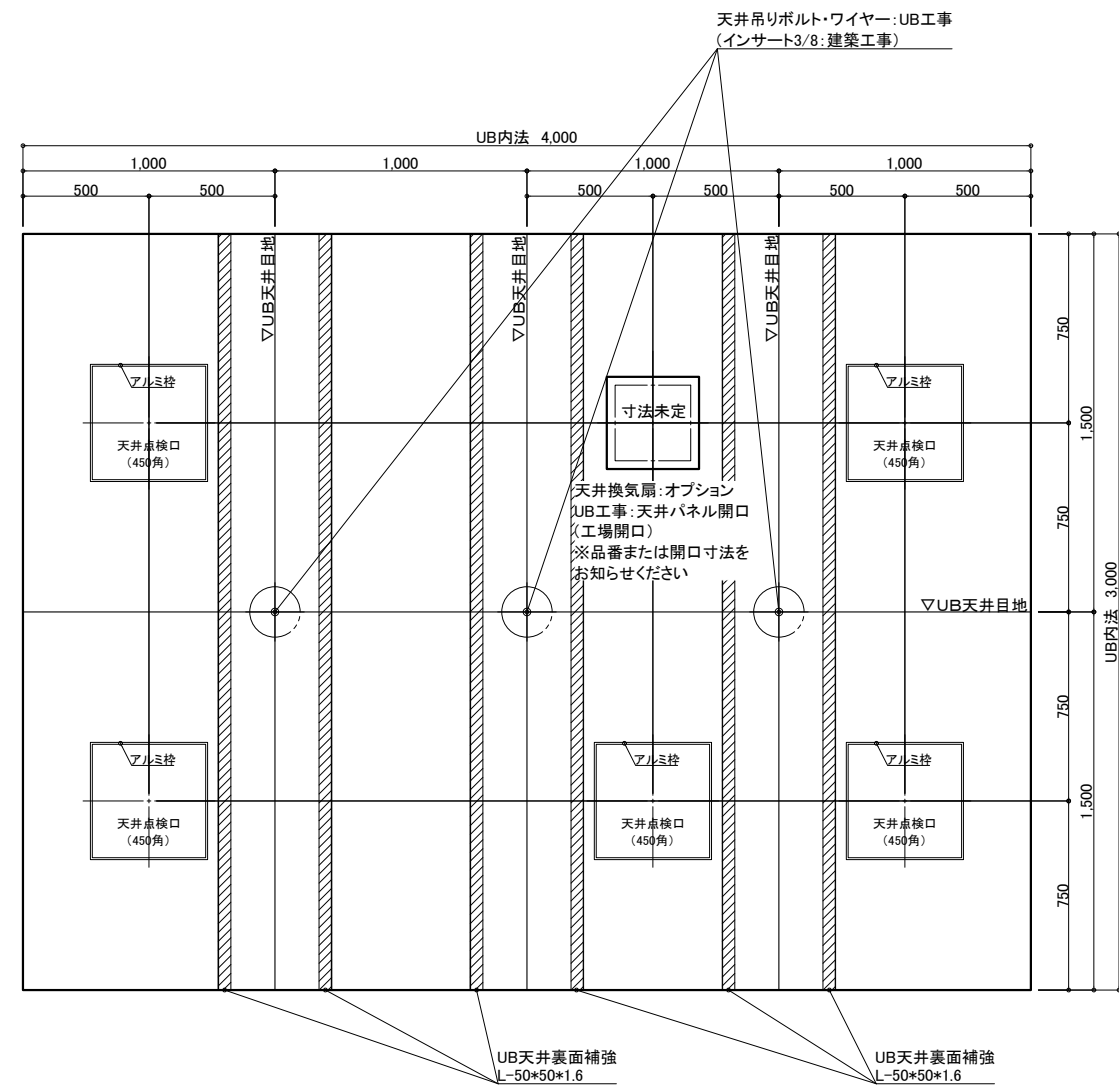 天井吊りボルト・ワイヤー:UB工事
(インサート3/8:建築工事)
UB内法 4,000
1,000
1,000
1,000
1,000
500
500
500
500
500
500
▽UB天井目地
▽UB天井目地
▽UB天井目地
750
アルミ枠
天井点検口
(450角)
寸法未定
アルミ枠
天井点検口
(450角)
1,500
天井換気扇:オプション
UB工事:天井パネル開口
(工場開口)
※品番または開口寸法を
お知らせください
750
▽UB天井目地
UB内法 3,000
750
アルミ枠
天井点検口
(450角)
アルミ枠
天井点検口
(450角)
アルミ枠
天井点検口
(450角)
1,500
750
UB天井裏面補強
L-50*50*1.6
UB天井裏面補強
L-50*50*1.6